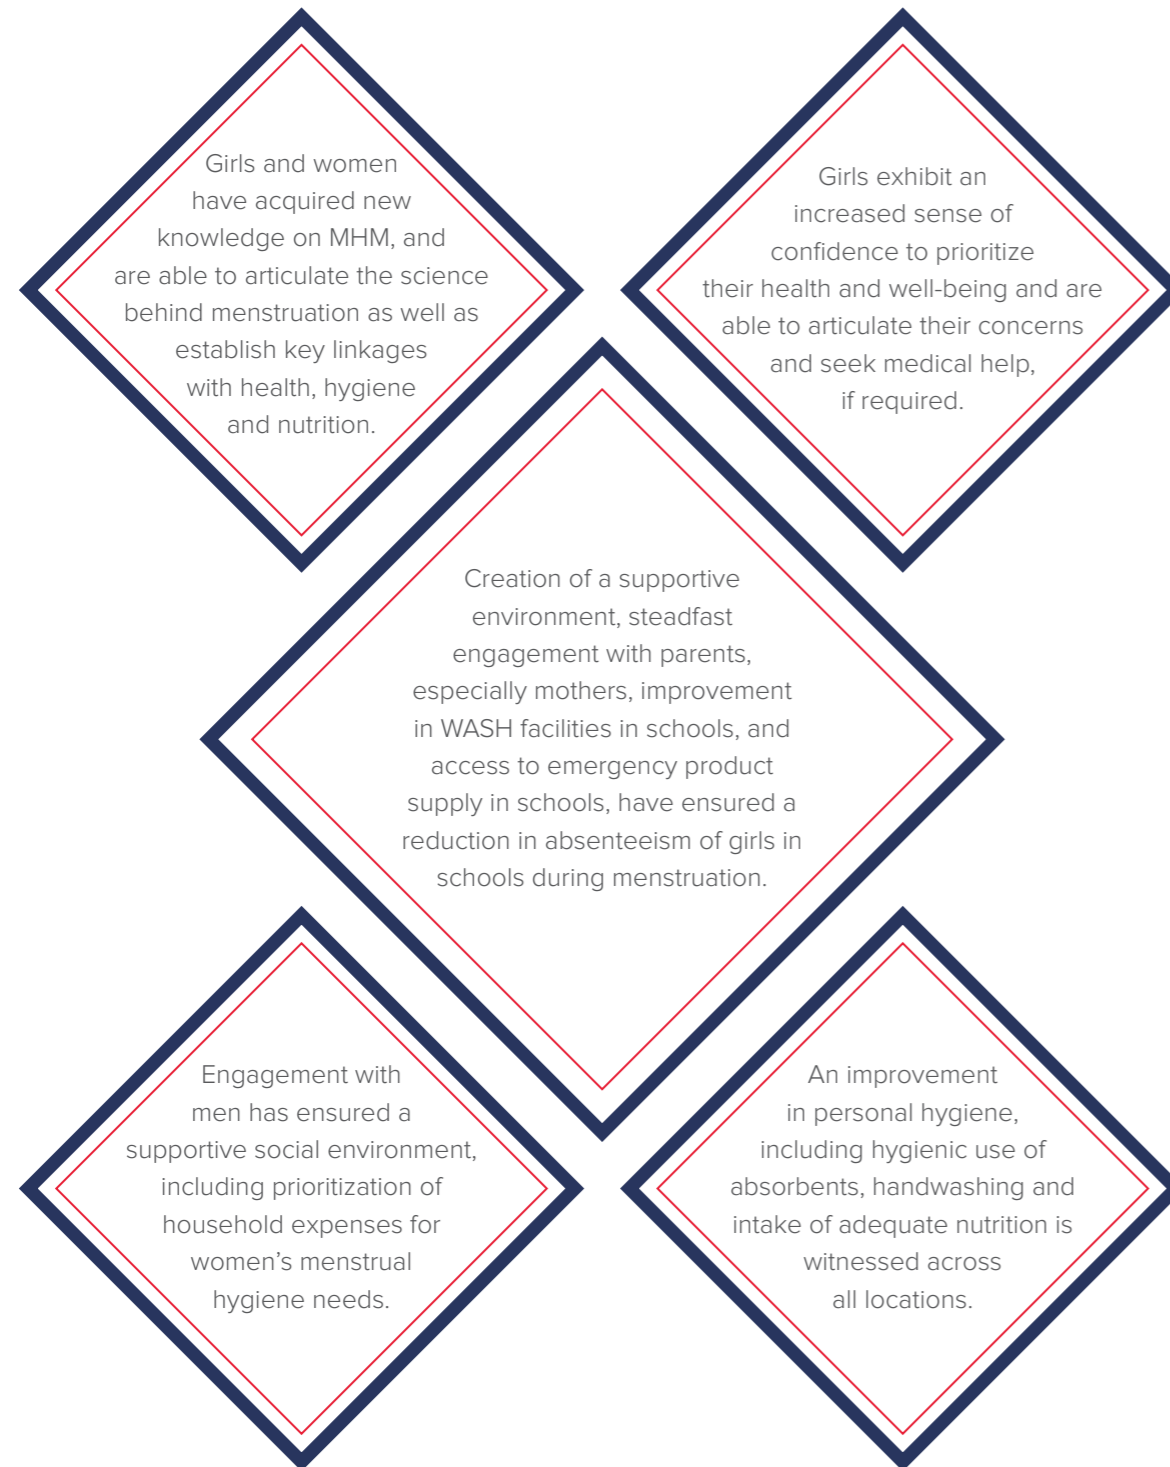 Girls and women
have acquired new
knowledge on MHM, and
are able to articulate the science
behind menstruation as well as
establish key linkages
with health, hygiene
and nutrition.
Girls exhibit an
increased sense of
confidence to prioritize
their health and well-being and are
able to articulate their concerns
and seek medical help,
if required.
Creation of a supportive
environment, steadfast
engagement with parents,
especially mothers, improvement
in WASH facilities in schools, and
access to emergency product
supply in schools, have ensured a
reduction in absenteeism of girls in
schools during menstruation.
Engagement with
men has ensured a
supportive social environment,
including prioritization of
household expenses for
women’s menstrual
hygiene needs.
An improvement
in personal hygiene,
including hygienic use of
absorbents, handwashing and
intake of adequate nutrition is
witnessed across
all locations.